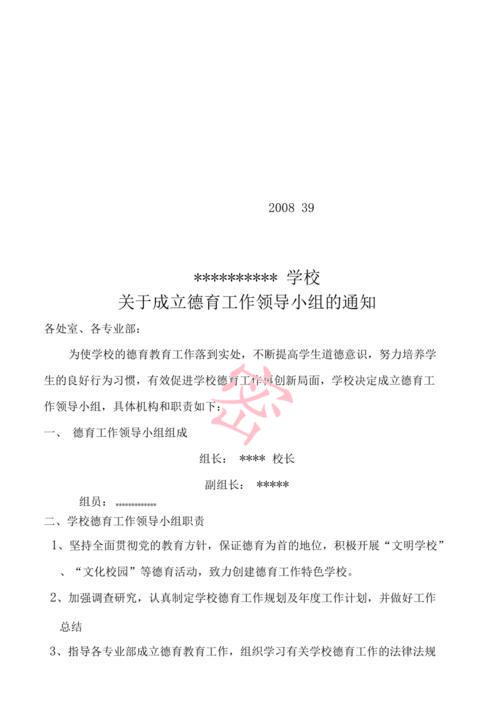 2008 39
********** 学校
关于成立德育工作领导小组的通知
各处室、各专业部:
为使学校的德育教育工作落到实处，不断提高学生道德意识，努力培养学
生的良好行为习惯，有效促进学校德育工作再创新局面，学校决定成立德育工
作领导小组，具体机构和职责如下:
密
一、 德育工作领导小组组成
组长: **** 校长
副组长: *****
组员: *************
二、学校德育工作领导小组职责
1、坚持全面贯彻党的教育方针，保证德育为首的地位，积极开展“文明学校”
、“文化校园”等德育活动，致力创建德育工作特色学校。
2、加强调查研究，认真制定学校德育工作规划及年度工作计划，并做好工作
总结
3、指导各专业部成立德育教育工作，组织学习有关学校德育工作的法律法规